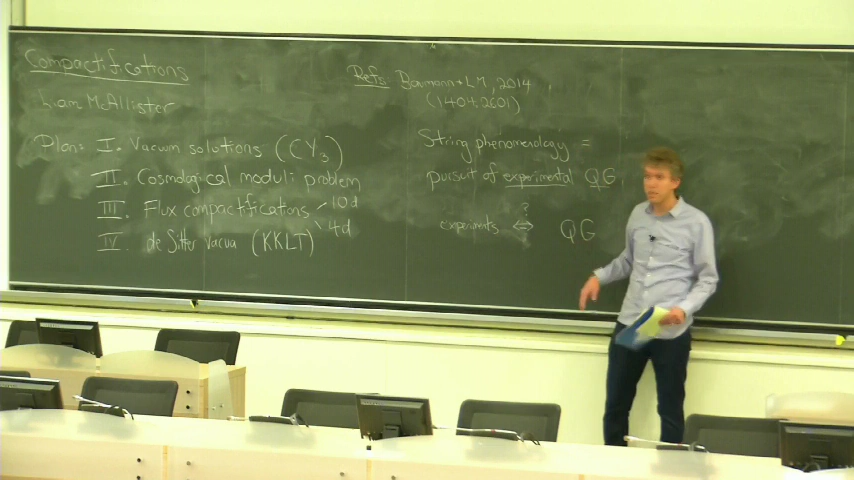 Compactifications
Liam McAllister
Plan: I. Vacuum solutions (CY3)
II. Cosmological moduli problem
III. Flux compactifications - 10d
- 4d
IV de Sitter vacua (KKLT)
Refs Baumann + LM, 2014
(1404.2601)
String phenomenology =
pursuit of experimental QG
?
experiments ⇔ QG